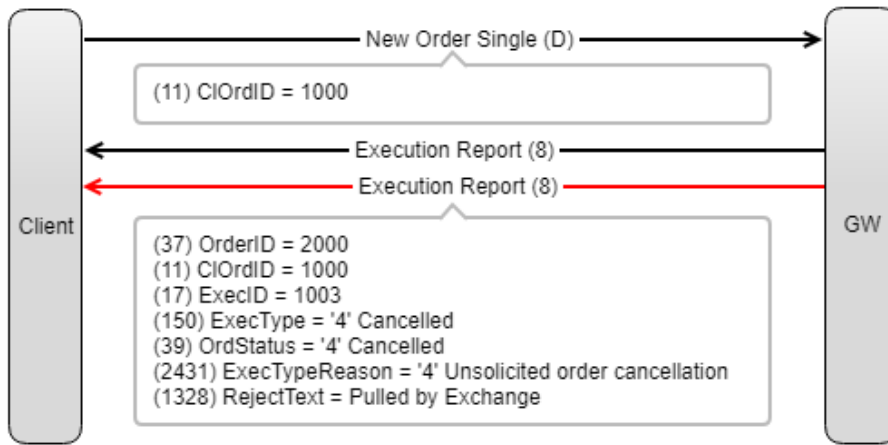 New Order Single (D)
(11) ClOrdID = 1000
Execution Report (8)
Execution Report (8)
Client
GW
(37) OrderID = 2000
(11) ClOrdID = 1000
(17) ExecID = 1003
(150) ExecType = '4' Cancelled
(39) OrdStatus = '4' Cancelled
(2431) ExecTypeReason = '4' Unsolicited order cancellation
(1328) RejectText = Pulled by Exchange